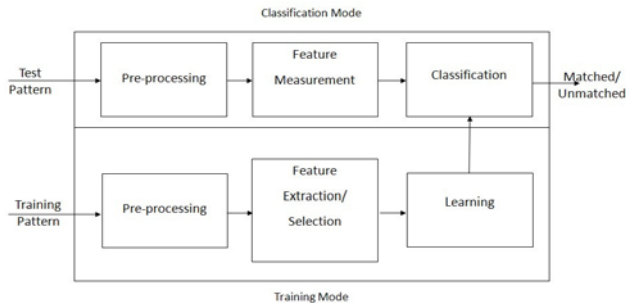 Classification Mode
Test
Pattern
Pre-processing
Feature
Measurement
Classification
Matched/
Unmatched
Training
Pattern
Pre-processing
Feature
Extraction/
Selection
Learning
Training Mode